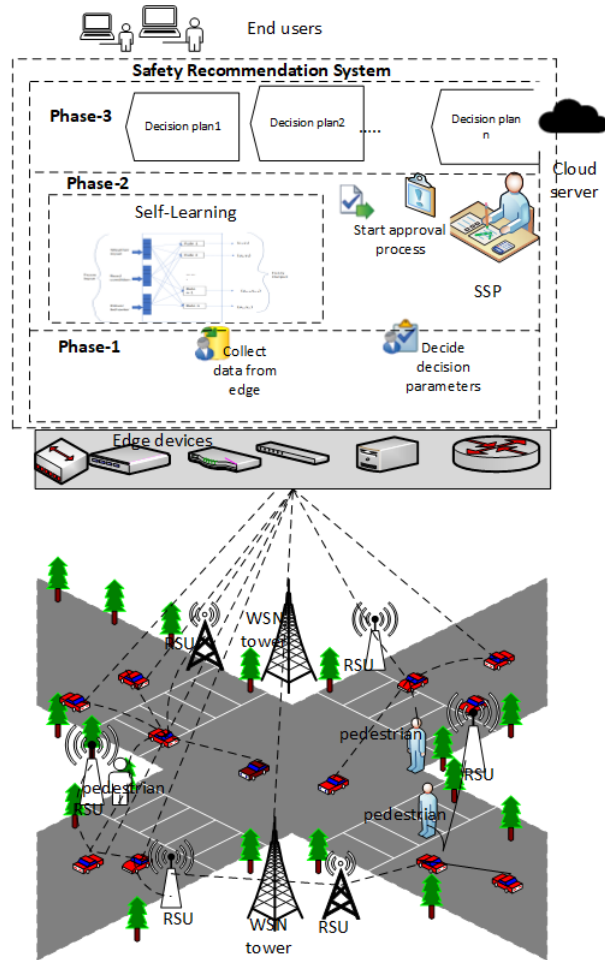 End users
Safety Recommendation System
Phase-3
Decision plan1
Decision plan2
.....
Decision plan
n
Cloud
server
Phase-2
Self-Learning
Start approval
process
SSP
Phase-1
Collect
data from
edge
Decide
decision
parameters
Edge devices
WSN
tower
RSU
RSU
pedestrian
RSU
pedestrian
RSU
pedestrian
RSU
WSN
tower
RSU